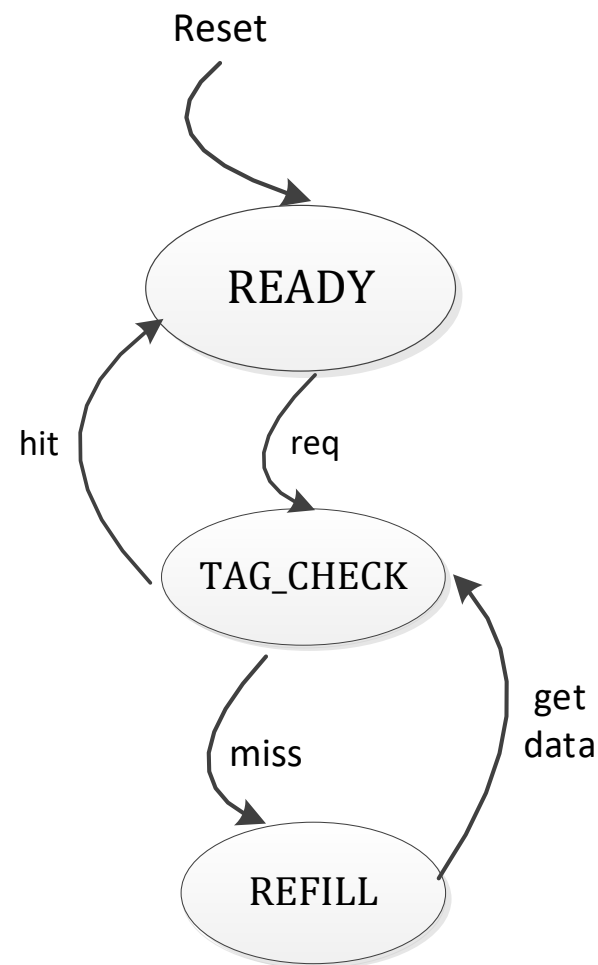 Reset
READY
hit
req
TAG_CHECK
get
data
miss
REFILL